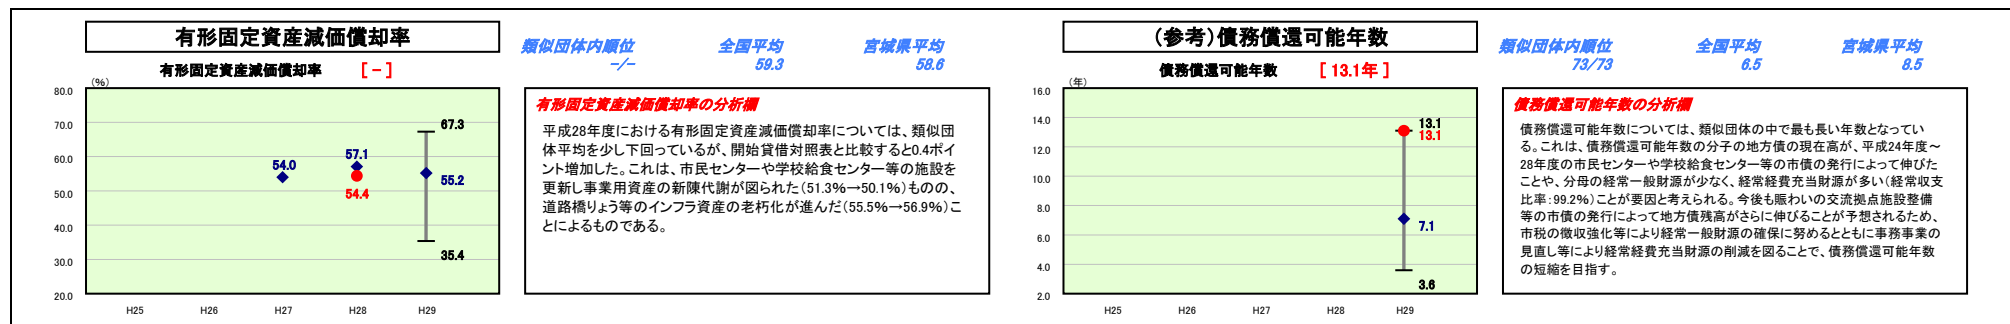 有形固定資産減価償却率
類似団体内順位 全国平均 宮城県平均
-/- 59.3 58.6
有形固定資産減価償却率 [ - ]
(%)
80.0
70.0
60.0
50.0
40.0
30.0
20.0
67.3
57.1
54.0
55.2
54.4
35.4
H25 H26 H27 H28 H29
有形固定資産減価償却率の分析欄
平成28年度における有形固定資産減価償却率については、類似団
体平均を少し下回っているが、開始貸借対照表と比較すると0.4ポイ
ント増加した。これは、市民センターや学校給食センター等の施設を
更新し事業用資産の新陳代謝が図られた(51.3%→50.1%)ものの、
道路橋りょう等のインフラ資産の老朽化が進んだ(55.5%→56.9%)こ
とによるものである。
(参考)債務償還可能年数
類似団体内順位 全国平均 宮城県平均
73/73 6.5 8.5
債務償還可能年数 [ 13.1年 ]
(年)
16.0
14.0
12.0
10.0
8.0
6.0
4.0
2.0
13.1
13.1
7.1
3.6
H25 H26 H27 H28 H29
債務償還可能年数の分析欄
債務償還可能年数については、類似団体の中で最も長い年数となってい
る。これは、債務償還可能年数の分子の地方債の現在高が、平成24年度～
28年度の市民センターや学校給食センター等の市債の発行によって伸びた
ことや、分母の経常一般財源が少なく、経常経費充当財源が多い(経常収支
比率:99.2%)ことが要因と考えられる。今後も賑わいの交流拠点施設整備
等の市債の発行によって地方債残高がさらに伸びることが予想されるため、
市税の徴収強化等により経常一般財源の確保に努めるとともに事務事業の
見直し等により経常経費充当財源の削減を図ることで、債務償還可能年数
の短縮を目指す。